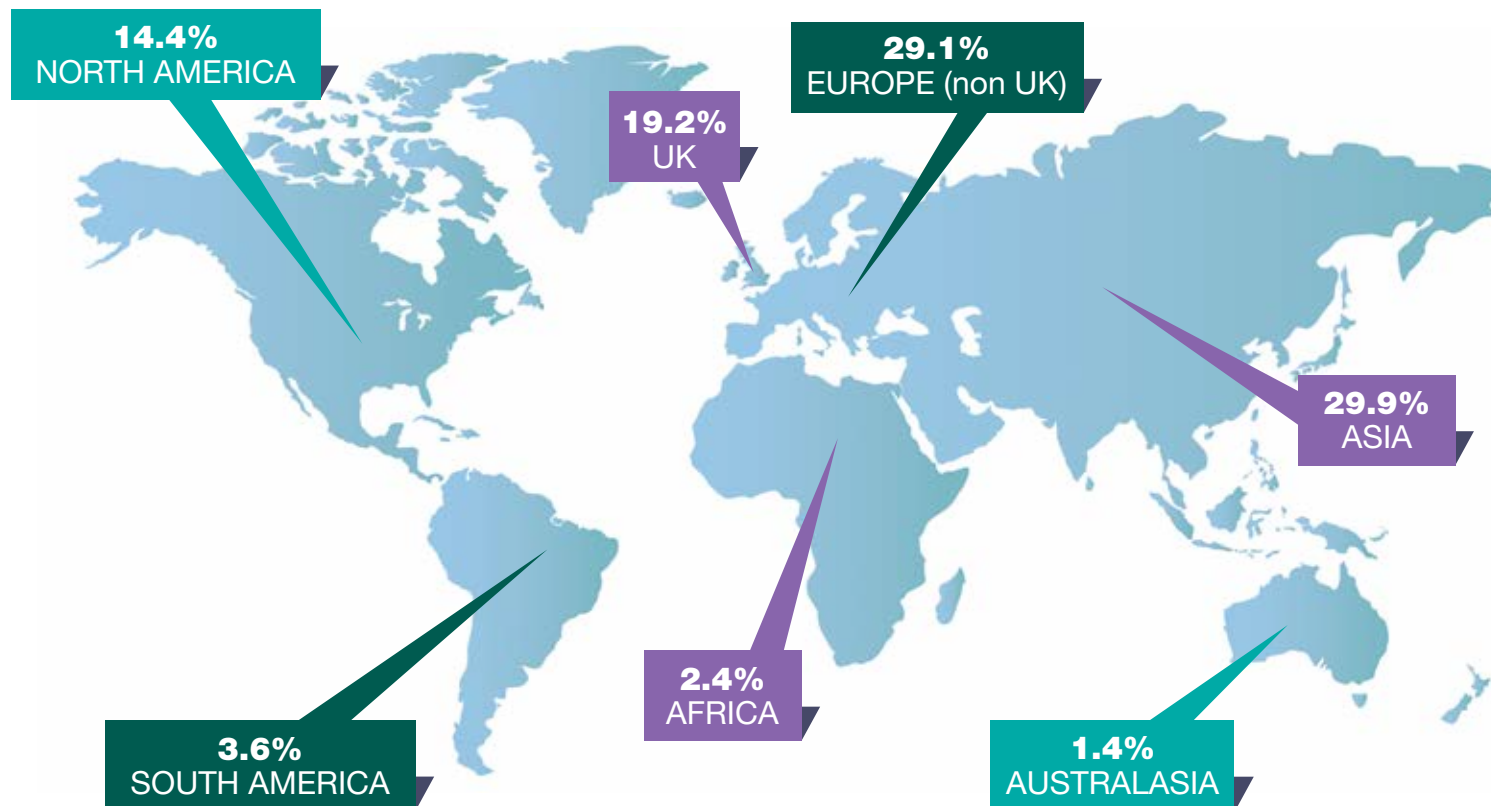 14.4%
NORTH AMERICA
29.1%
EUROPE (non UK)
19.2%
UK
29.9%
ASIA
2.4%
AFRICA
3.6%
SOUTH AMERICA
1.4%
AUSTRALASIA